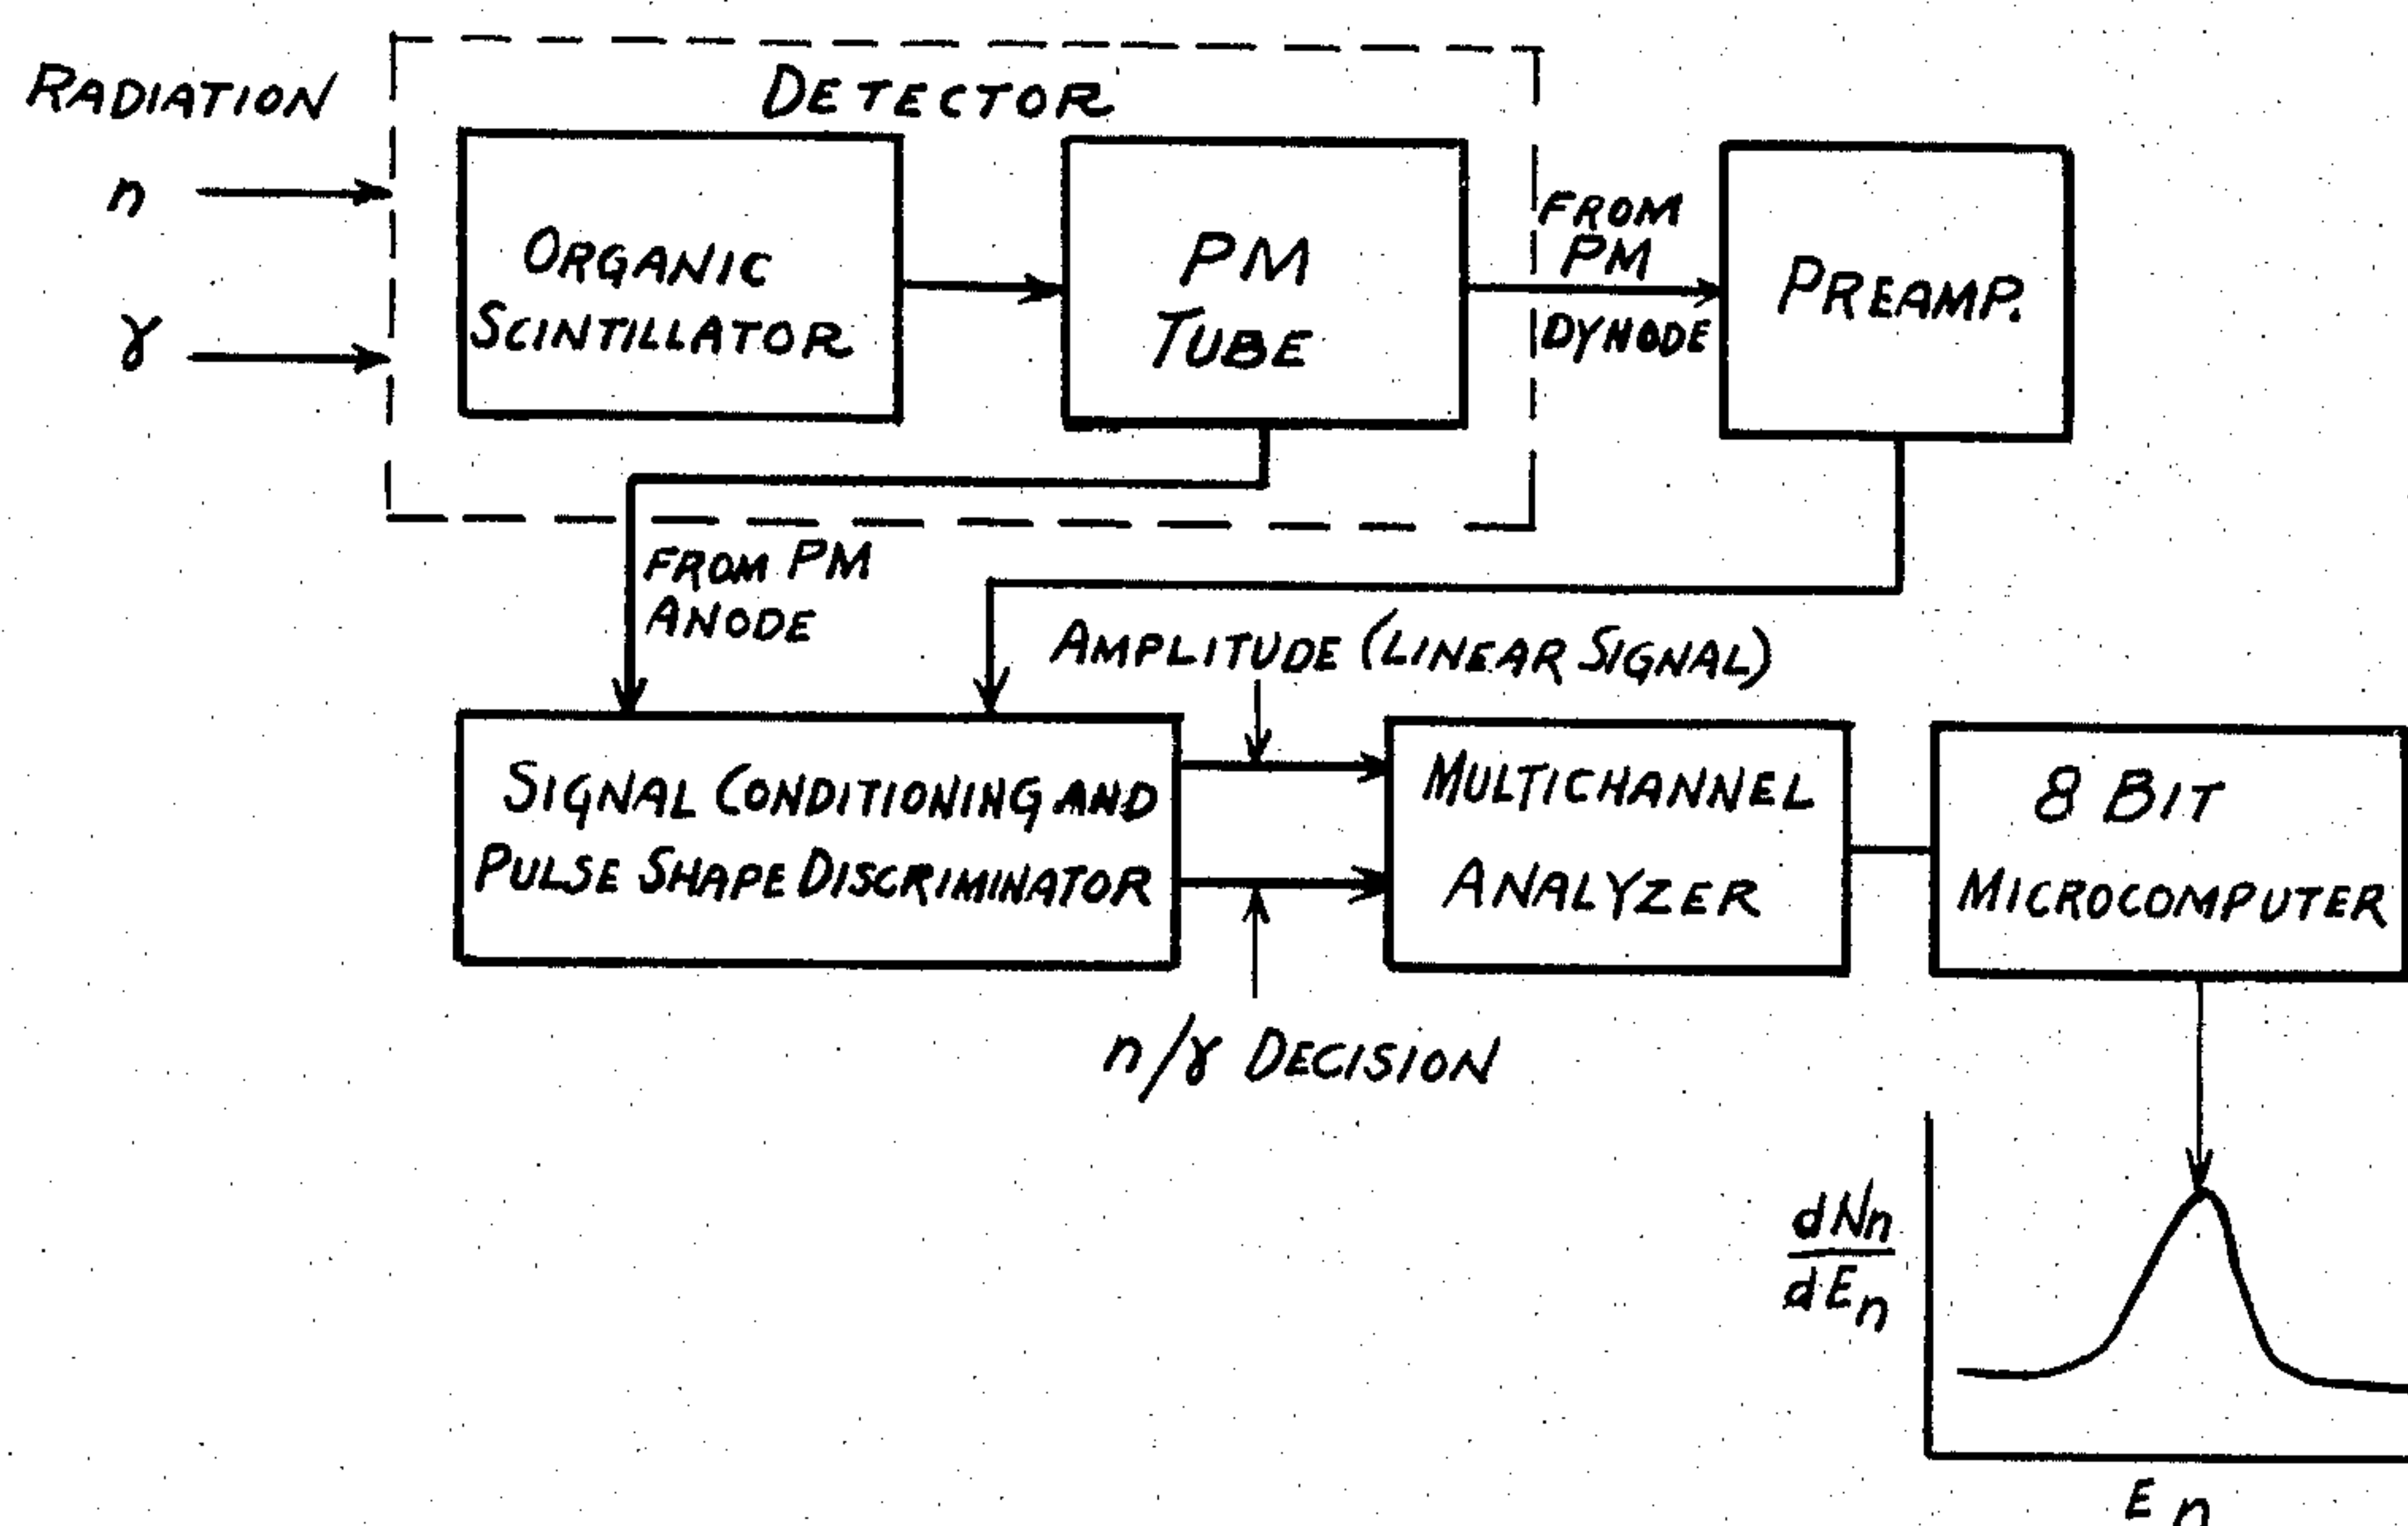 RADIATION
n
γ
DETECTOR
ORGANIC
SCINTILLATOR
PM
TUBE
FROM
PM
DYNODE
PREAMP.
FROM PM
ANODE
AMPLITUDE (LINEAR SIGNAL)
SIGNAL CONDITIONING AND
PULSE SHAPE DISCRIMINATOR
MULTICHANNEL
ANALYZER
8 BIT
MICROCOMPUTER
n/γ DECISION
dNn
dEn
En